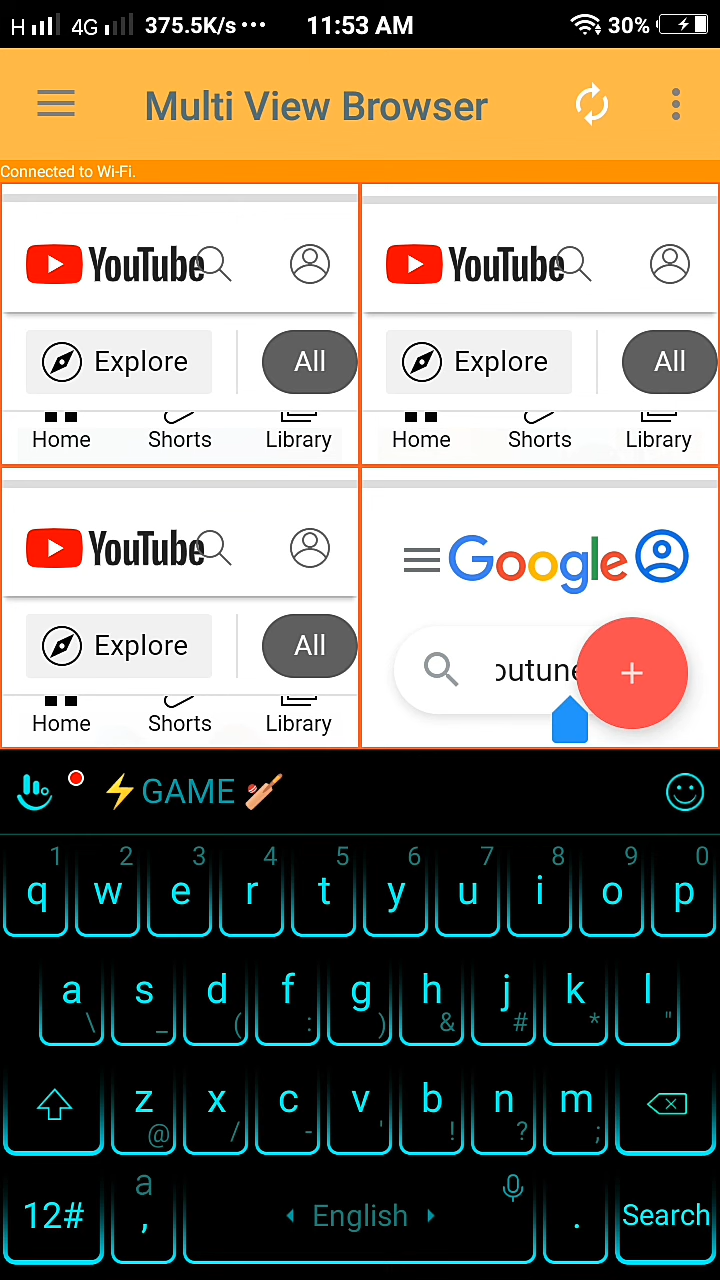 H 4G 375.5K/s ••• 11:53 AM 30%
Multi View Browser
Connected to Wi-Fi.
YouTube
Explore All
Home Shorts Library
YouTube
Explore All
Home Shorts Library
YouTube
Explore All
Home Shorts Library
Google
outune +
⚡GAME 🏏
1 2 3 4 5 6 7 8 9 0
q w e r t y u i o p
a s d f g h j k l
\ _ ( : ) & # * "
z x c v b n m
@ / - ' ! ? ;
a
12# , English . Search